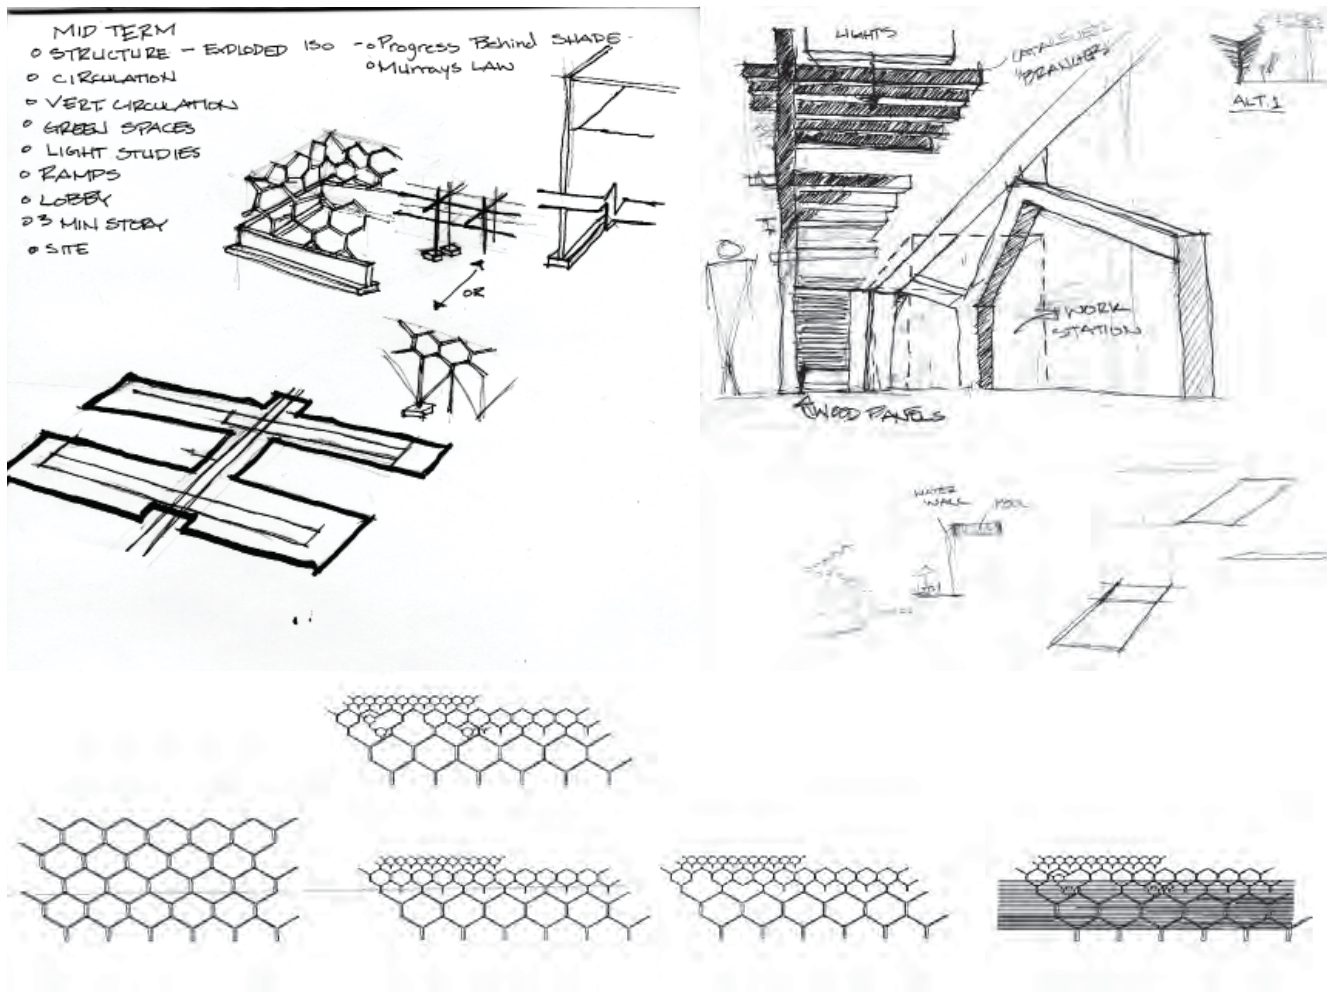 MID TERM
o STRUCTURE - EXPLODED ISO
-o Progress Behind SHADE-
o Murrays LAW
o CIRCULATION
o VERT CIRCULATION
o GREEN SPACES
o LIGHT STUDIES
o RAMPS
o LOBBY
o 3 MIN STORY
o SITE
OR
LIGHTS
"BRANCHES"
ALT. 1
WORK
STATION
WOOD PANELS
WATER
WALL
POOL